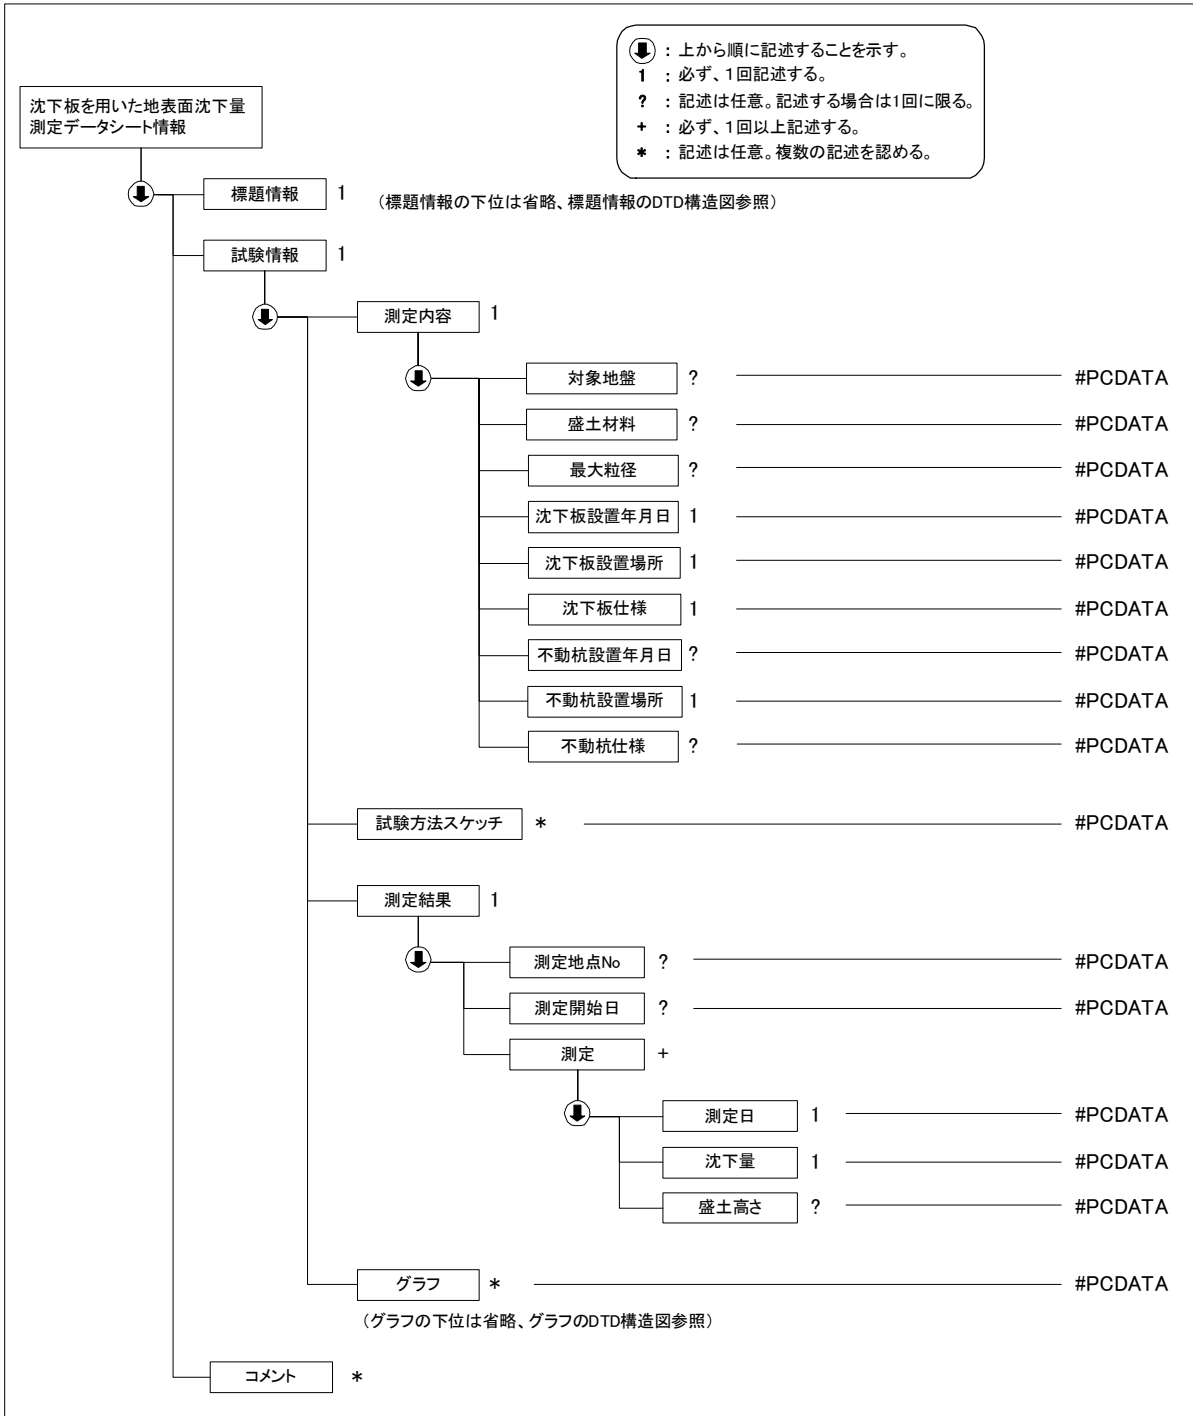 ：上から順に記述することを示す。
1 ：必ず、1回記述する。
? ：記述は任意。記述する場合は1回に限る。
+ ：必ず、1回以上記述する。
* ：記述は任意。複数の記述を認める。
沈下板を用いた地表面沈下量
測定データシート情報
標題情報 1 （標題情報の下位は省略、標題情報のDTD構造図参照）
試験情報 1
測定内容 1
対象地盤 ? #PCDATA
盛土材料 ? #PCDATA
最大粒径 ? #PCDATA
沈下板設置年月日 1 #PCDATA
沈下板設置場所 1 #PCDATA
沈下板仕様 1 #PCDATA
不動杭設置年月日 ? #PCDATA
不動杭設置場所 1 #PCDATA
不動杭仕様 ? #PCDATA
試験方法スケッチ * #PCDATA
測定結果 1
測定地点No ? #PCDATA
測定開始日 ? #PCDATA
測定 +
測定日 1 #PCDATA
沈下量 1 #PCDATA
盛土高さ ? #PCDATA
グラフ * #PCDATA
（グラフの下位は省略、グラフのDTD構造図参照）
コメント *